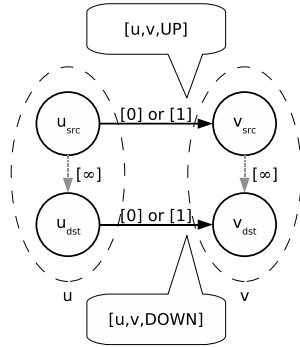 [u,v,UP]
[0] or [1]
u_src
v_src
[∞]
[∞]
[0] or [1]
u_dst
v_dst
u
v
[u,v,DOWN]